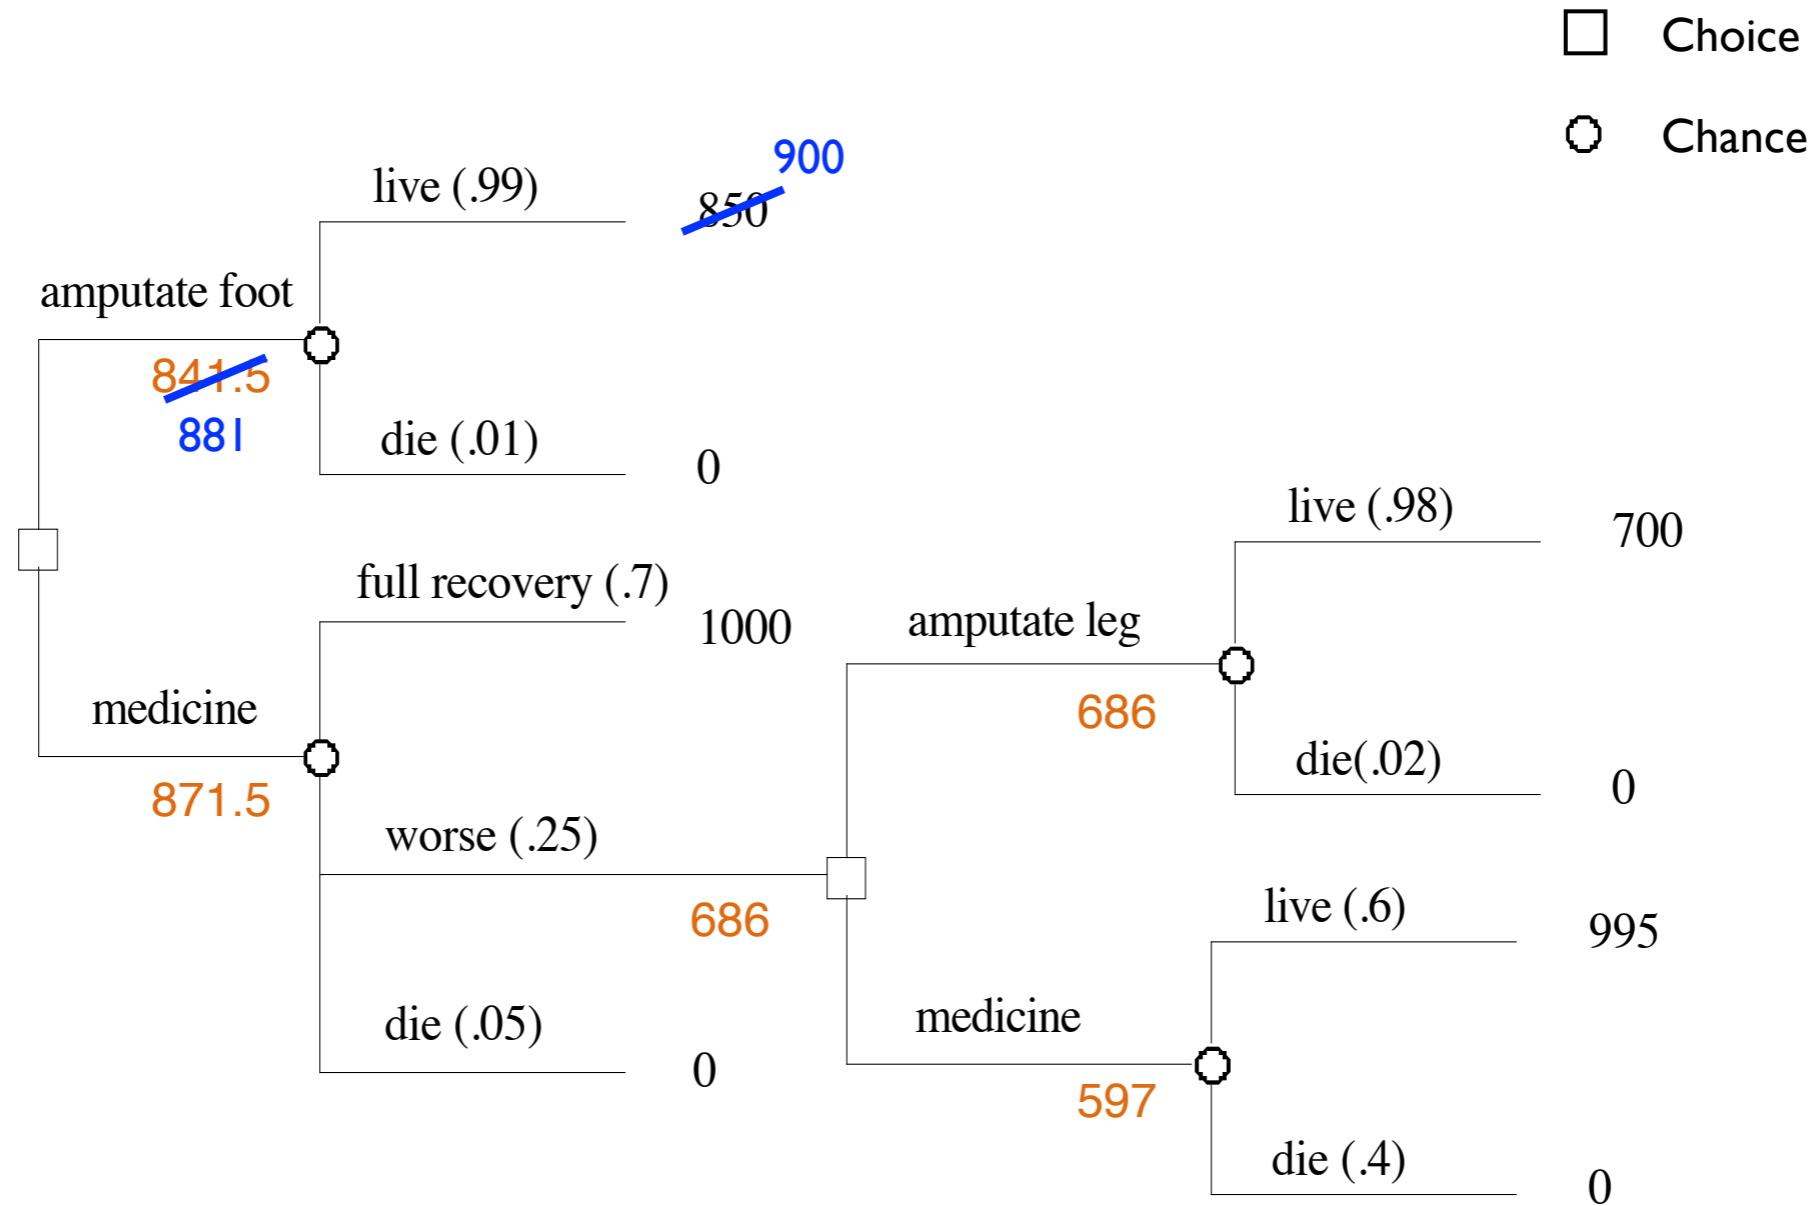 Choice
Chance
900
live (.99)
850
amputate foot
841.5
881
die (.01)
0
live (.98)
700
full recovery (.7)
1000
amputate leg
medicine
686
die(.02)
0
871.5
worse (.25)
686
live (.6)
995
die (.05)
0
medicine
597
die (.4)
0